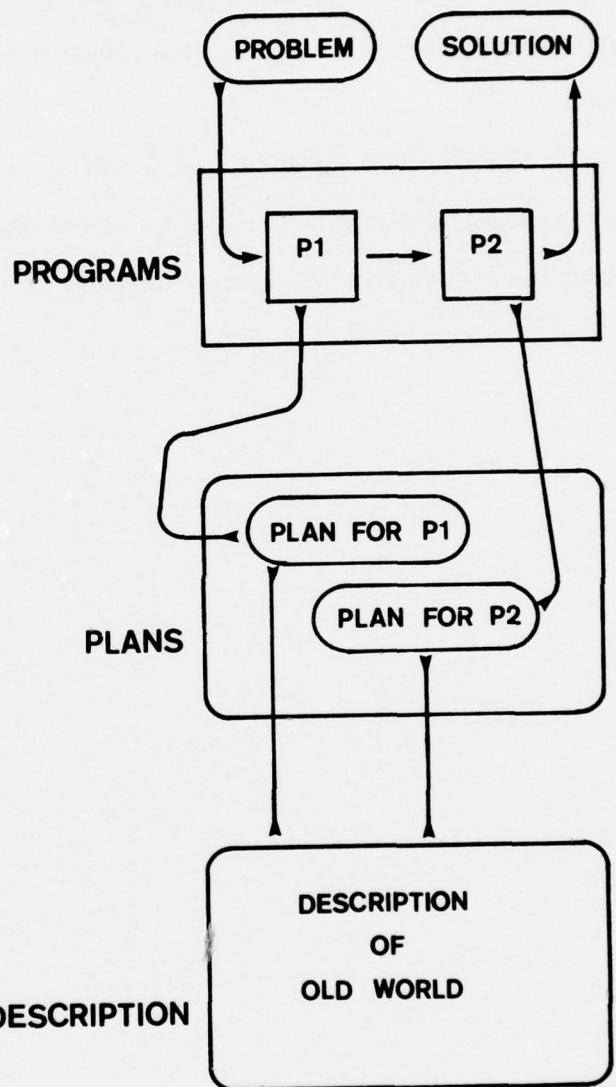 PROBLEM
SOLUTION
P1
P2
PROGRAMS
PLAN FOR P1
PLAN FOR P2
PLANS
DESCRIPTION
OF
OLD WORLD
DESCRIPTION